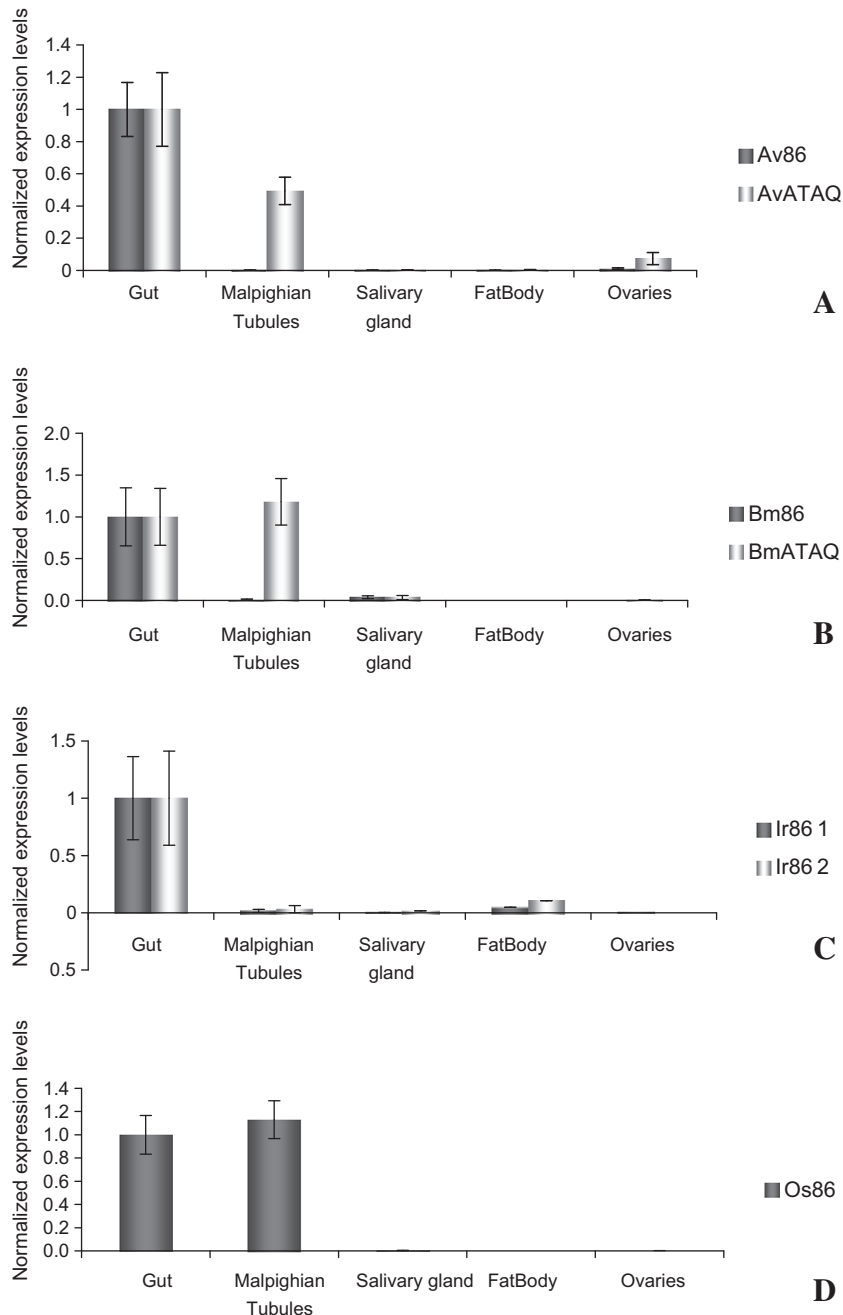 Normalized expression levels
1.4
1.2
1
0.8
0.6
0.4
0.2
0
Gut
Malpighian
Tubules
Salivary
gland
FatBody
Ovaries
Av86
AvATAQ
A
Normalized expression levels
2.0
1.5
1.0
0.5
0.0
Gut
Malpighian
Tubules
Salivary
gland
FatBody
Ovaries
Bm86
BmATAQ
B
Normalized expression levels
1.5
1
0.5
0
0.5
Gut
Malpighian
Tubules
Salivary
gland
FatBody
Ovaries
Ir86 1
Ir86 2
C
Normalized expression levels
1.4
1.2
1.0
0.8
0.6
0.4
0.2
0.0
Gut
Malpighian
Tubules
Salivary gland
FatBody
Ovaries
Os86
D